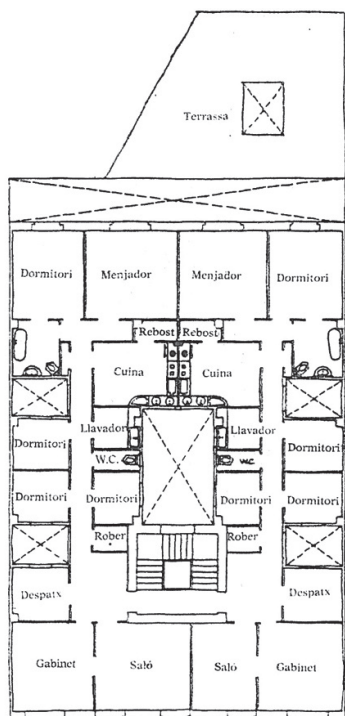 Terrassa
Dormitori
Menjador
Menjador
Dormitori
Rebost
Rebost
Cuina
Cuina
Llavador
Llavador
Dormitori
Dormitori
W.C.
W.C.
Dormitori
Dormitori
Dormitori
Dormitori
Rober
Rober
Despatx
Despatx
Gabinet
Saló
Saló
Gabinet